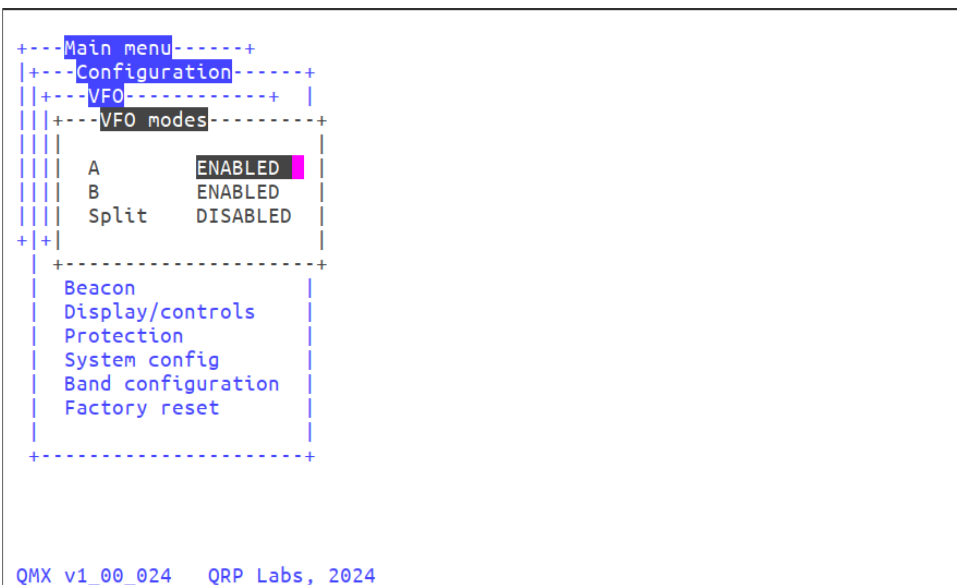 Main menu
Configuration
VFO
VFO modes
A ENABLED
B ENABLED
Split DISABLED
Beacon
Display/controls
Protection
System config
Band configuration
Factory reset
QMX v1_00_024 QRP Labs, 2024